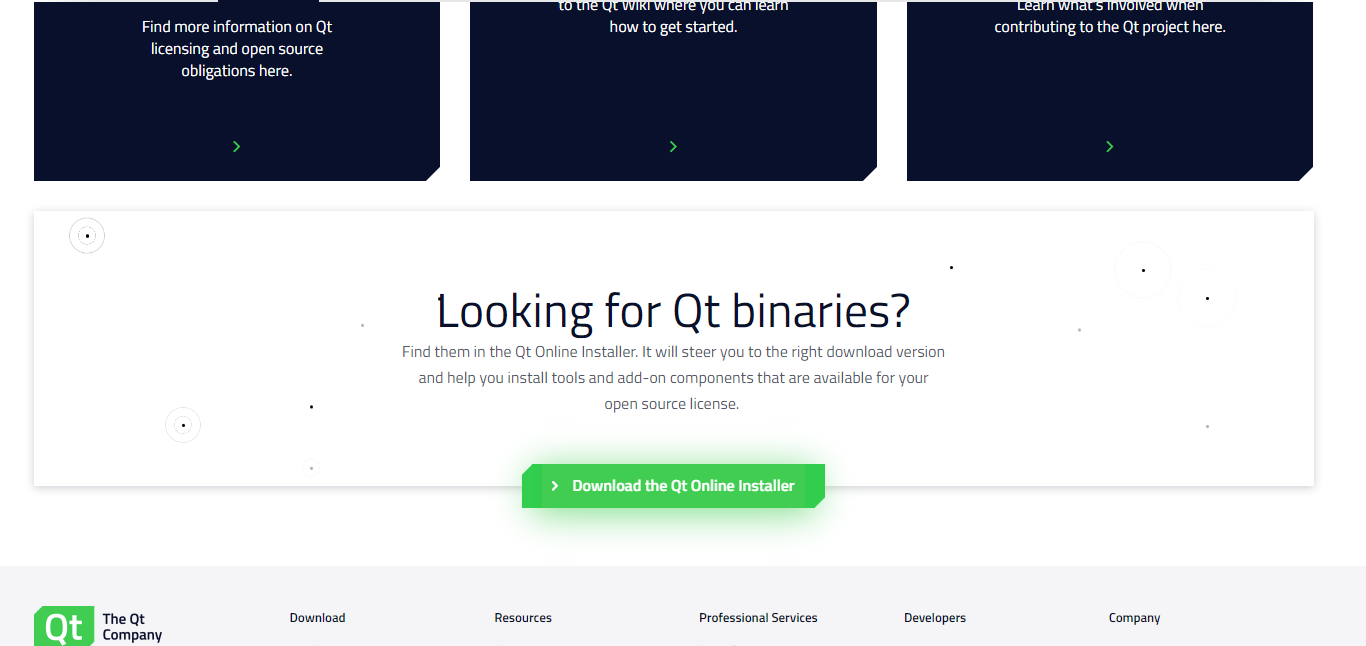 Find more information on Qt
licensing and open source
obligations here.
to the Qt Wiki where you can learn
how to get started.
Learn what's involved when
contributing to the Qt project here.
Looking for Qt binaries?
Find them in the Qt Online Installer. It will steer you to the right download version
and help you install tools and add-on components that are available for your
open source license.
Download the Qt Online Installer
Qt
The Qt
Company
Download
Resources
Professional Services
Developers
Company